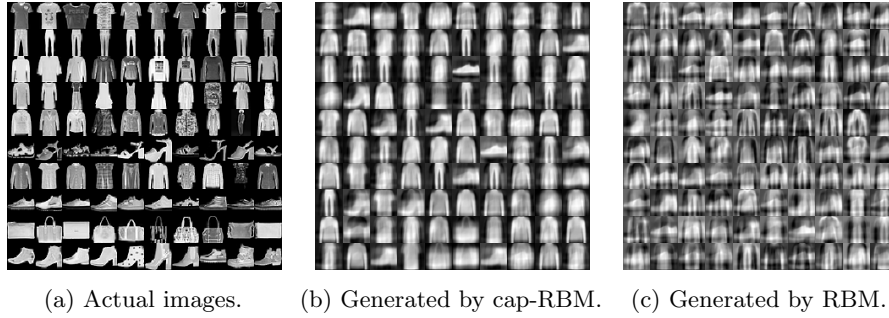 (a) Actual images.
(b) Generated by cap-RBM.
(c) Generated by RBM.